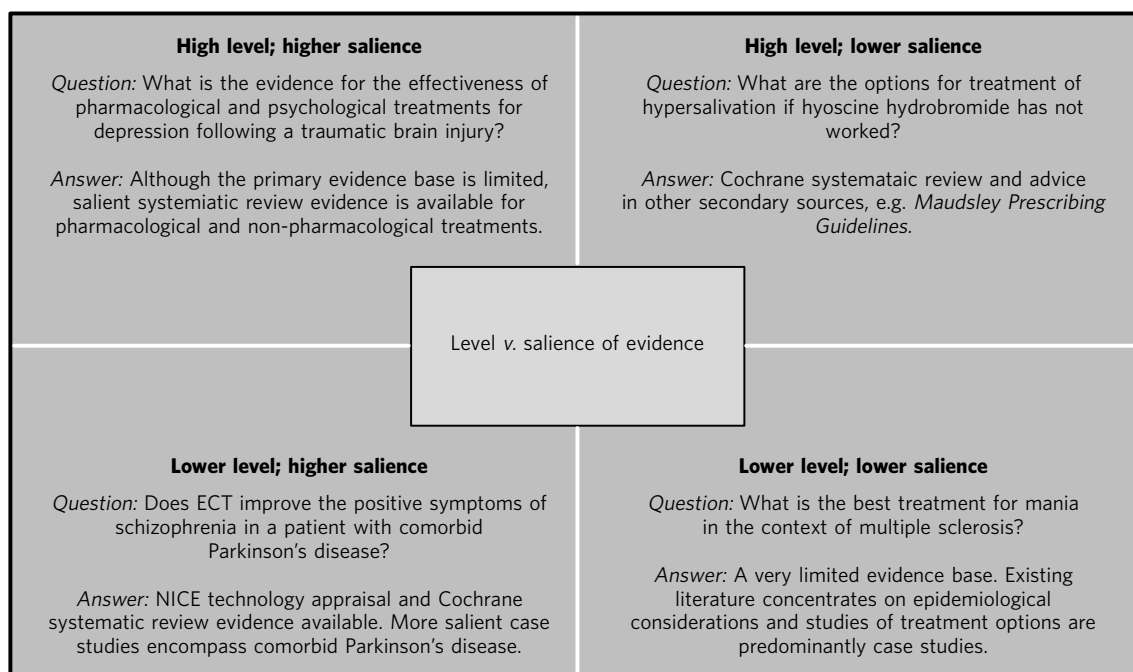 High level; higher salience
Question: What is the evidence for the effectiveness of
pharmacological and psychological treatments for
depression following a traumatic brain injury?
Answer: Although the primary evidence base is limited,
salient systemiatic review evidence is available for
pharmacological and non-pharmacological treatments.
High level; lower salience
Question: What are the options for treatment of
hypersalivation if hyoscine hydrobromide has not
worked?
Answer: Cochrane systemataic review and advice
in other secondary sources, e.g. Maudsley Prescribing
Guidelines.
Level v. salience of evidence
Lower level; higher salience
Question: Does ECT improve the positive symptoms of
schizophrenia in a patient with comorbid
Parkinson's disease?
Answer: NICE technology appraisal and Cochrane
systematic review evidence available. More salient case
studies encompass comorbid Parkinson's disease.
Lower level; lower salience
Question: What is the best treatment for mania
in the context of multiple sclerosis?
Answer: A very limited evidence base. Existing
literature concentrates on epidemiological
considerations and studies of treatment options are
predominantly case studies.